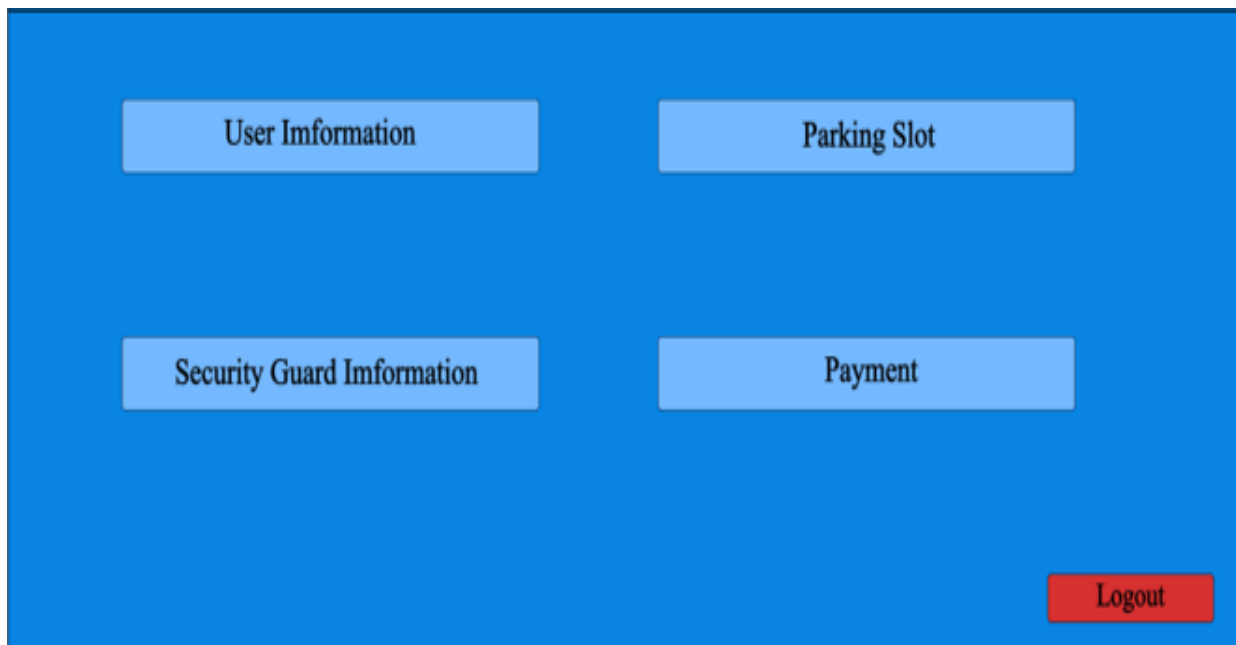 User Imformation
Parking Slot
Security Guard Imformation
Payment
Logout